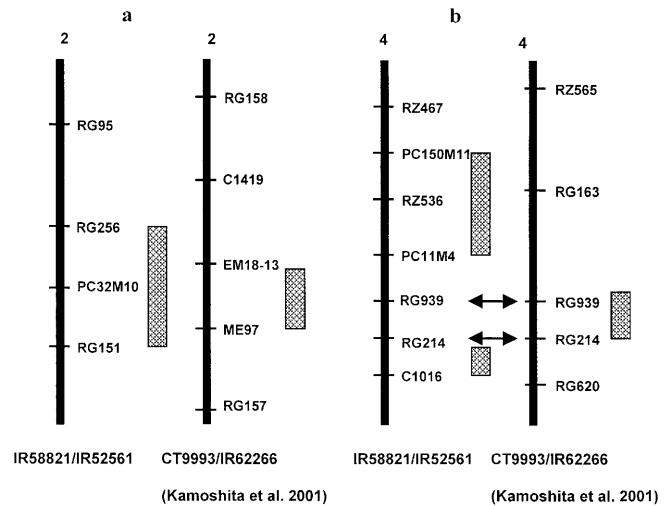 a
b
2
2
4
4
RG95
RG256
PC32M10
RG151
RG158
C1419
EM18-13
ME97
RG157
RZ467
PC150M11
RZ536
PC11M4
RG939
RG214
C1016
RZ565
RG163
RG939
RG214
RG620
IR58821/IR52561
CT9993/IR62266
(Kamoshita et al. 2001)
IR58821/IR52561
CT9993/IR62266
(Kamoshita et al. 2001)